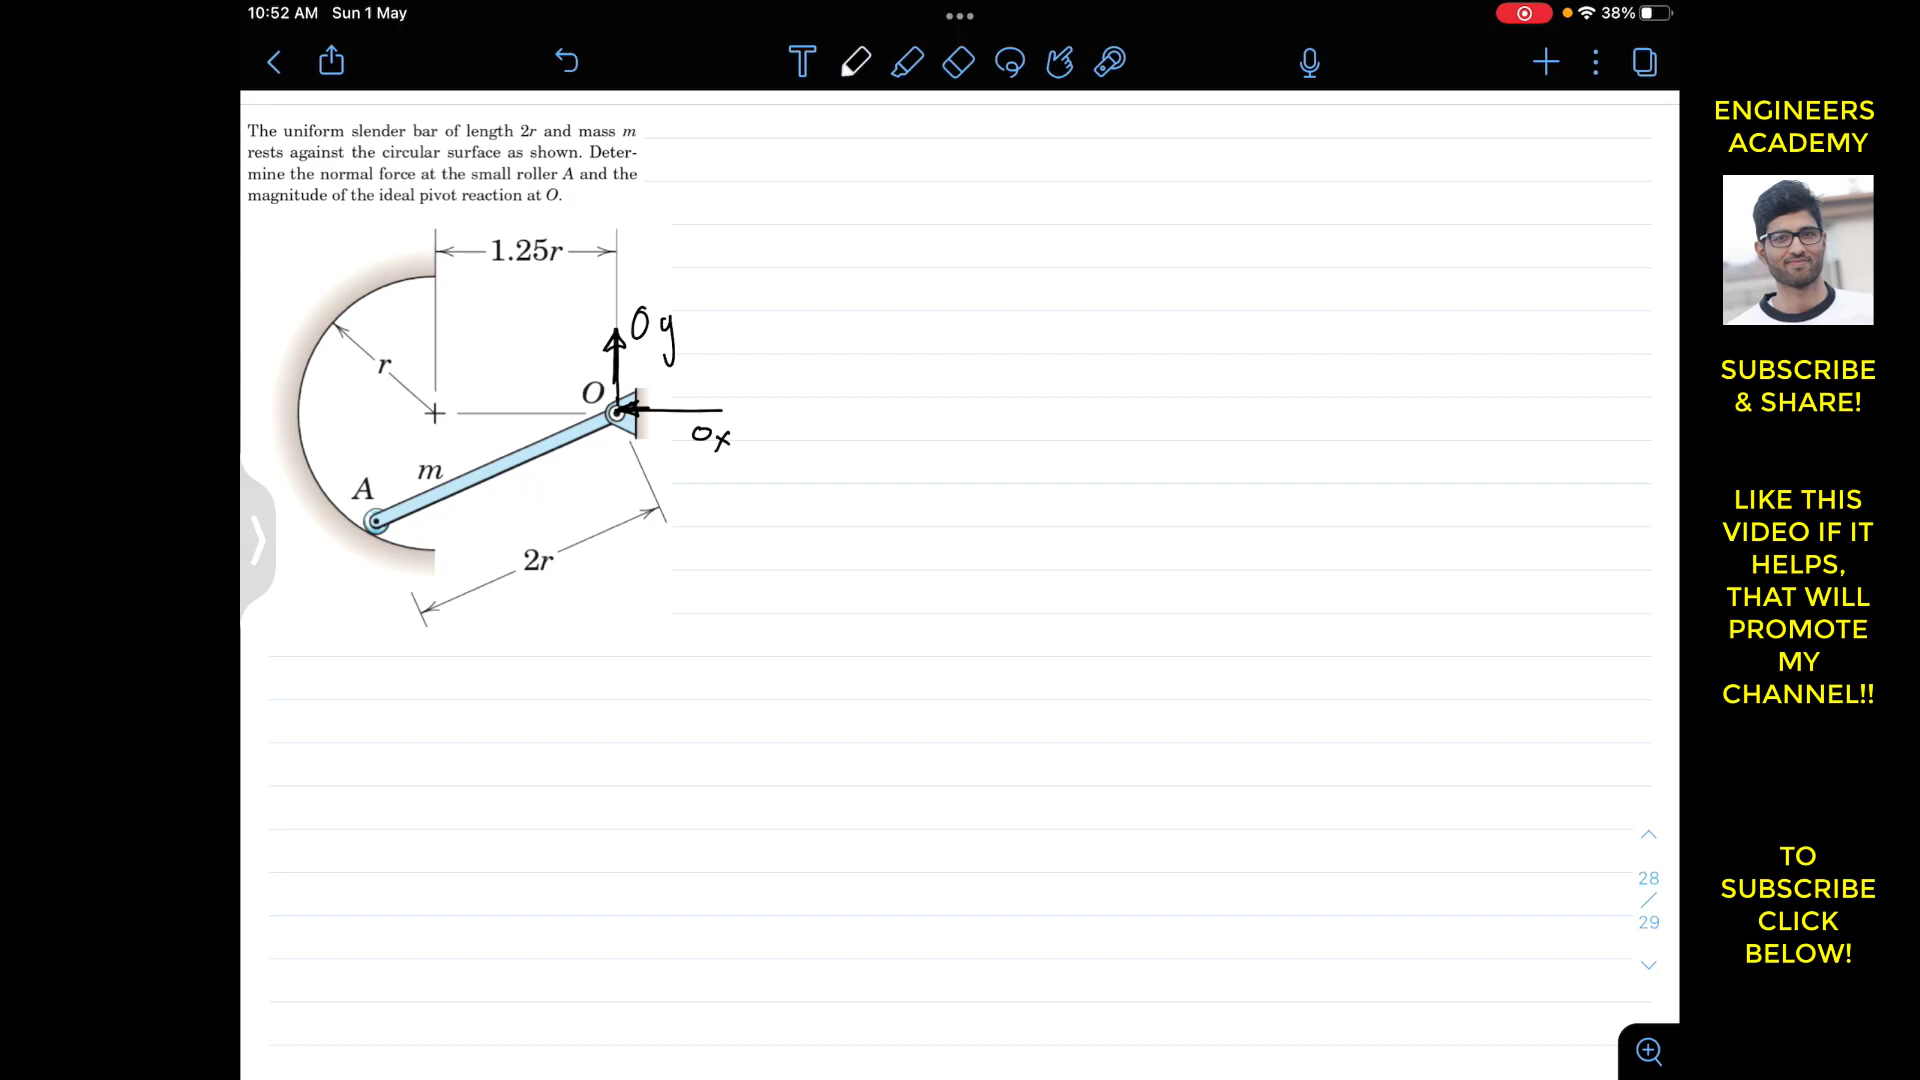 10:52 AM Sun 1 May
38%
The uniform slender bar of length 2r and mass m
rests against the circular surface as shown. Deter-
mine the normal force at the small roller A and the
magnitude of the ideal pivot reaction at O.
1.25r
Oy
r
O
Ox
m
A
2r
28
29
ENGINEERS
ACADEMY
SUBSCRIBE
& SHARE!
LIKE THIS
VIDEO IF IT
HELPS,
THAT WILL
PROMOTE
MY
CHANNEL!!
TO
SUBSCRIBE
CLICK
BELOW!